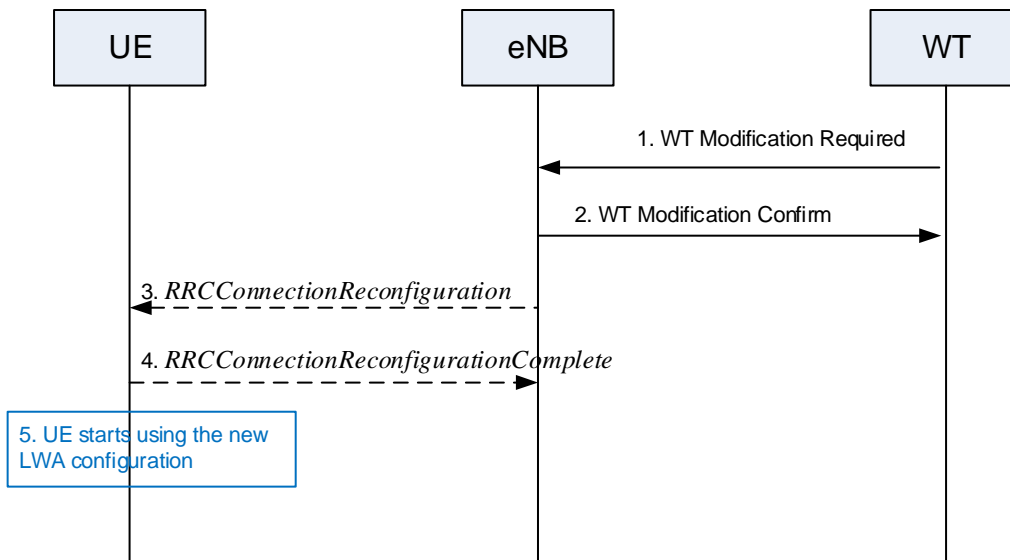 UE
eNB
WT
1. WT Modification Required
2. WT Modification Confirm
3. RRCConnectionReconfiguration
4. RRCConnectionReconfigurationComplete
5. UE starts using the new
LWA configuration